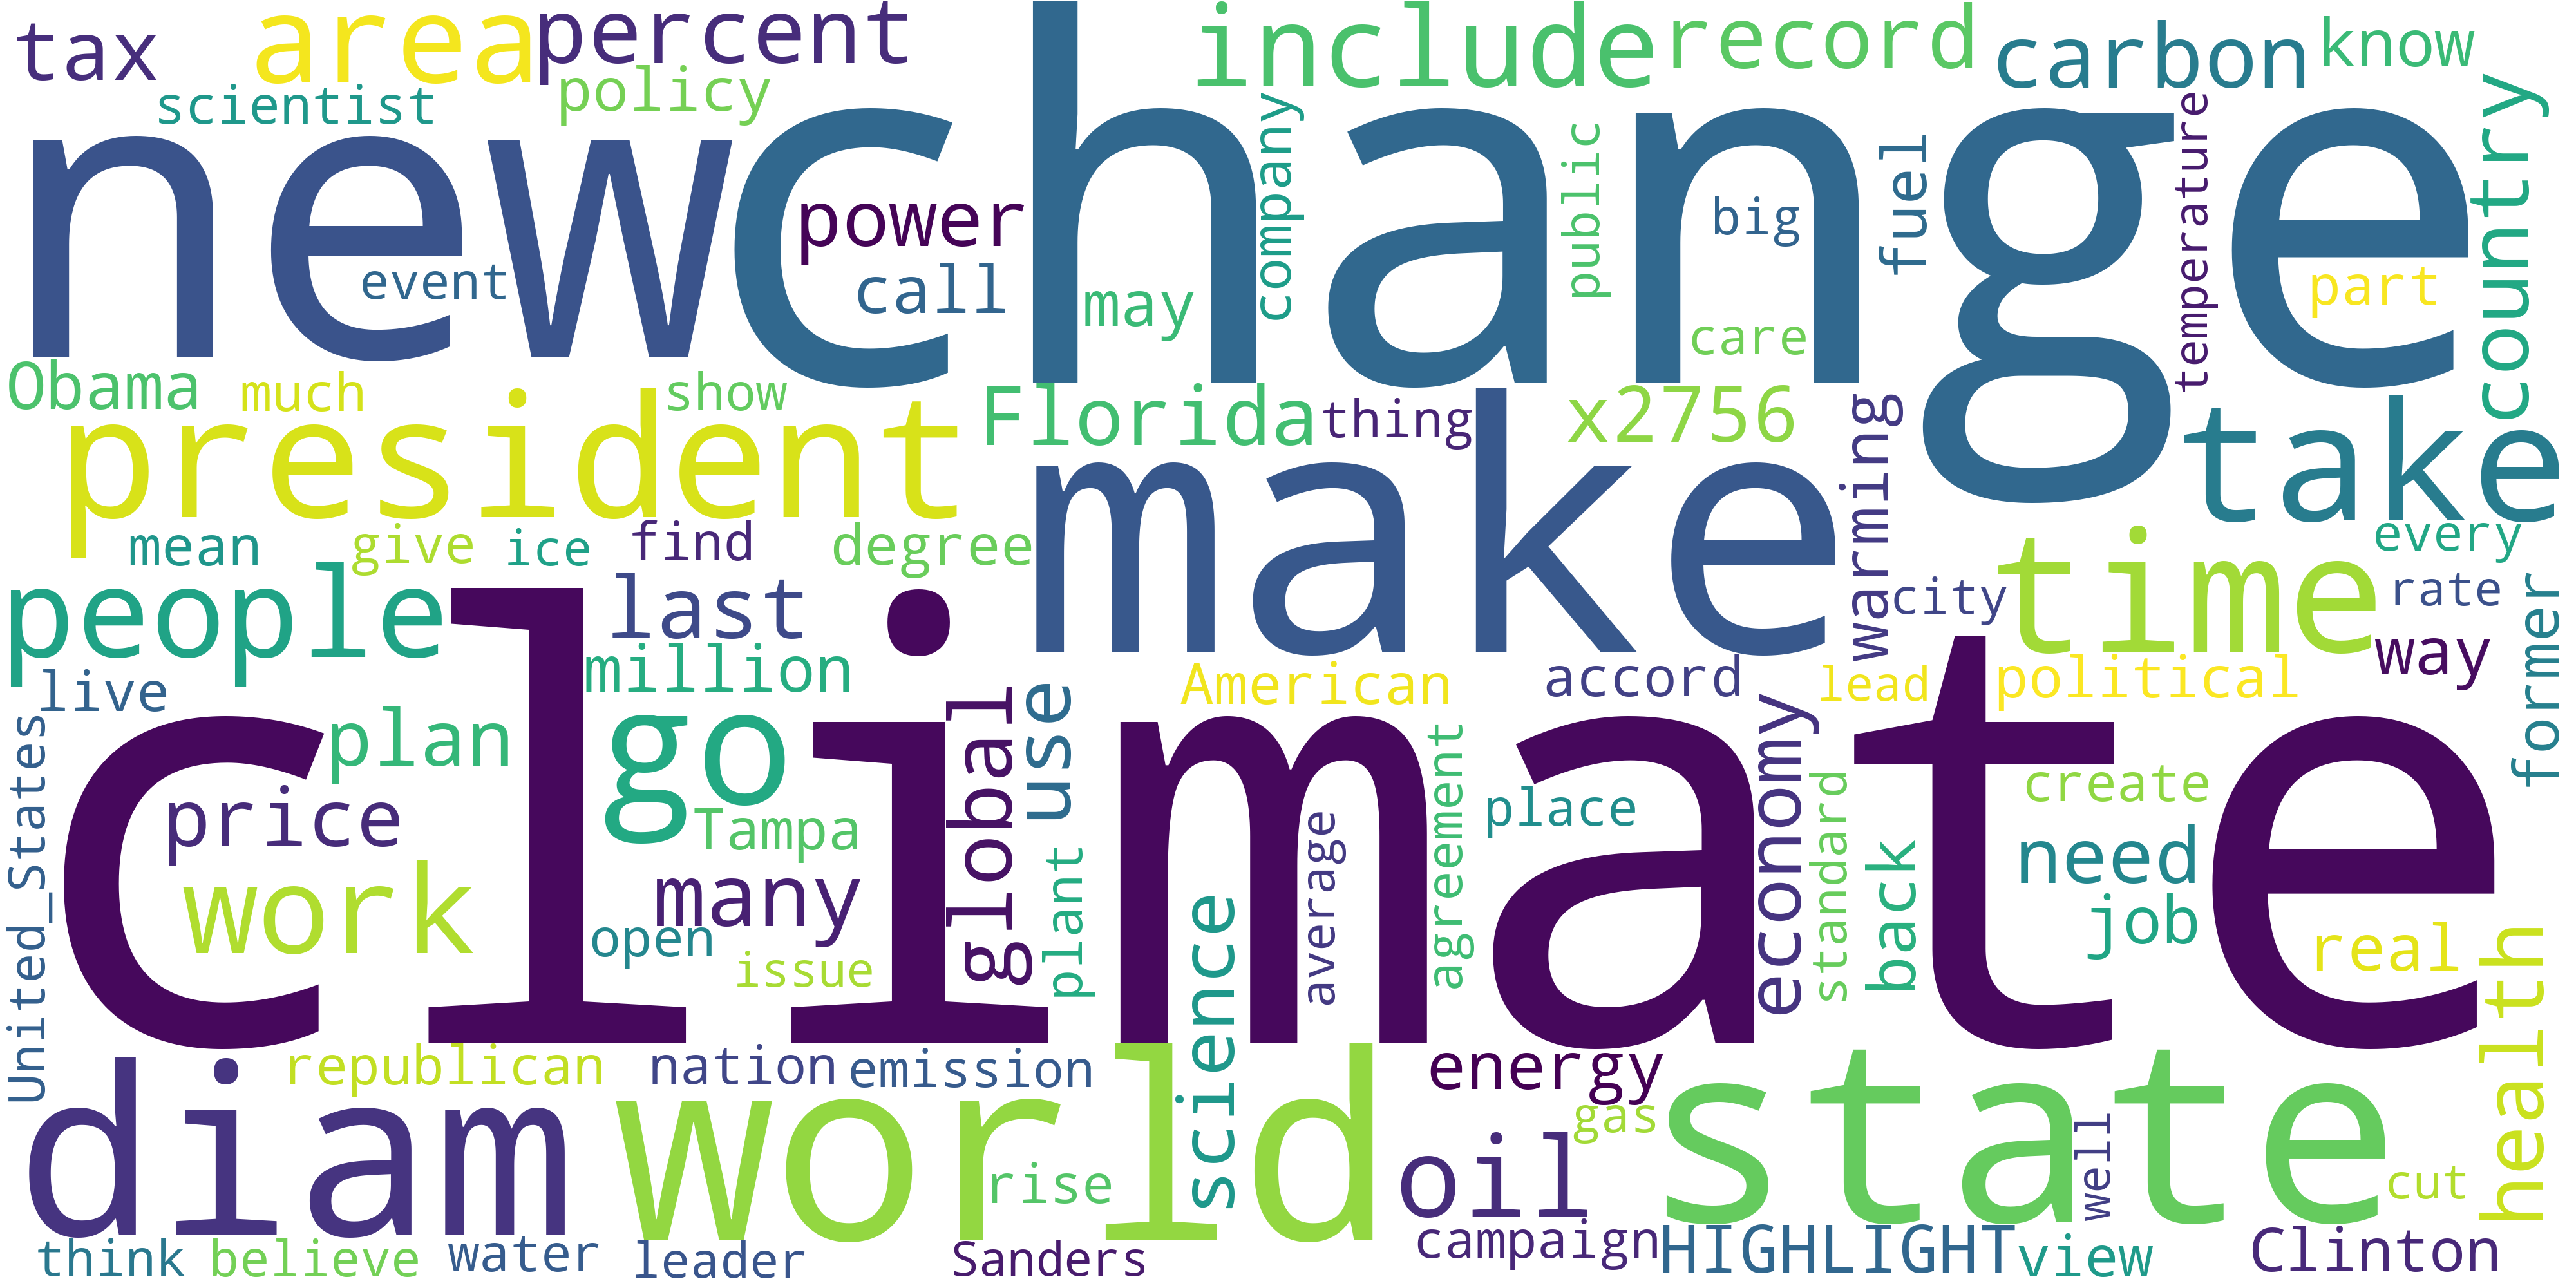 tax
area
percent
include
record
carbon
know
scientist
policy
new
change
company
public
fuel
temperature
country
power
big
event
call
may
part
care
Obama
much
show
president
Florida
thing
x2756
make
warming
take
mean
give
ice
find
degree
time
every
people
last
city
rate
former
live
million
American
accord
lead
political
way
United_States
plan
go
global
use
climate
economy
agreement
standard
create
price
Tampa
place
average
need
work
many
plant
science
back
job
open
issue
real
health
republican
nation
emission
energy
diam
world
state
gas
oil
rise
well
cut
think
believe
water
leader
Sanders
campaign
HIGHLIGHT
view
Clinton